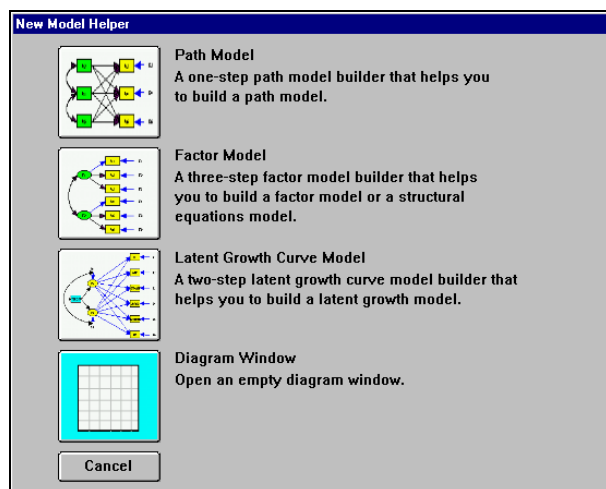 New Model Helper
Path Model
A one-step path model builder that helps you
to build a path model.
Factor Model
A three-step factor model builder that helps
you to build a factor model or a structural
equations model.
Latent Growth Curve Model
A two-step latent growth curve model builder that
helps you to build a latent growth model.
Diagram Window
Open an empty diagram window.
Cancel